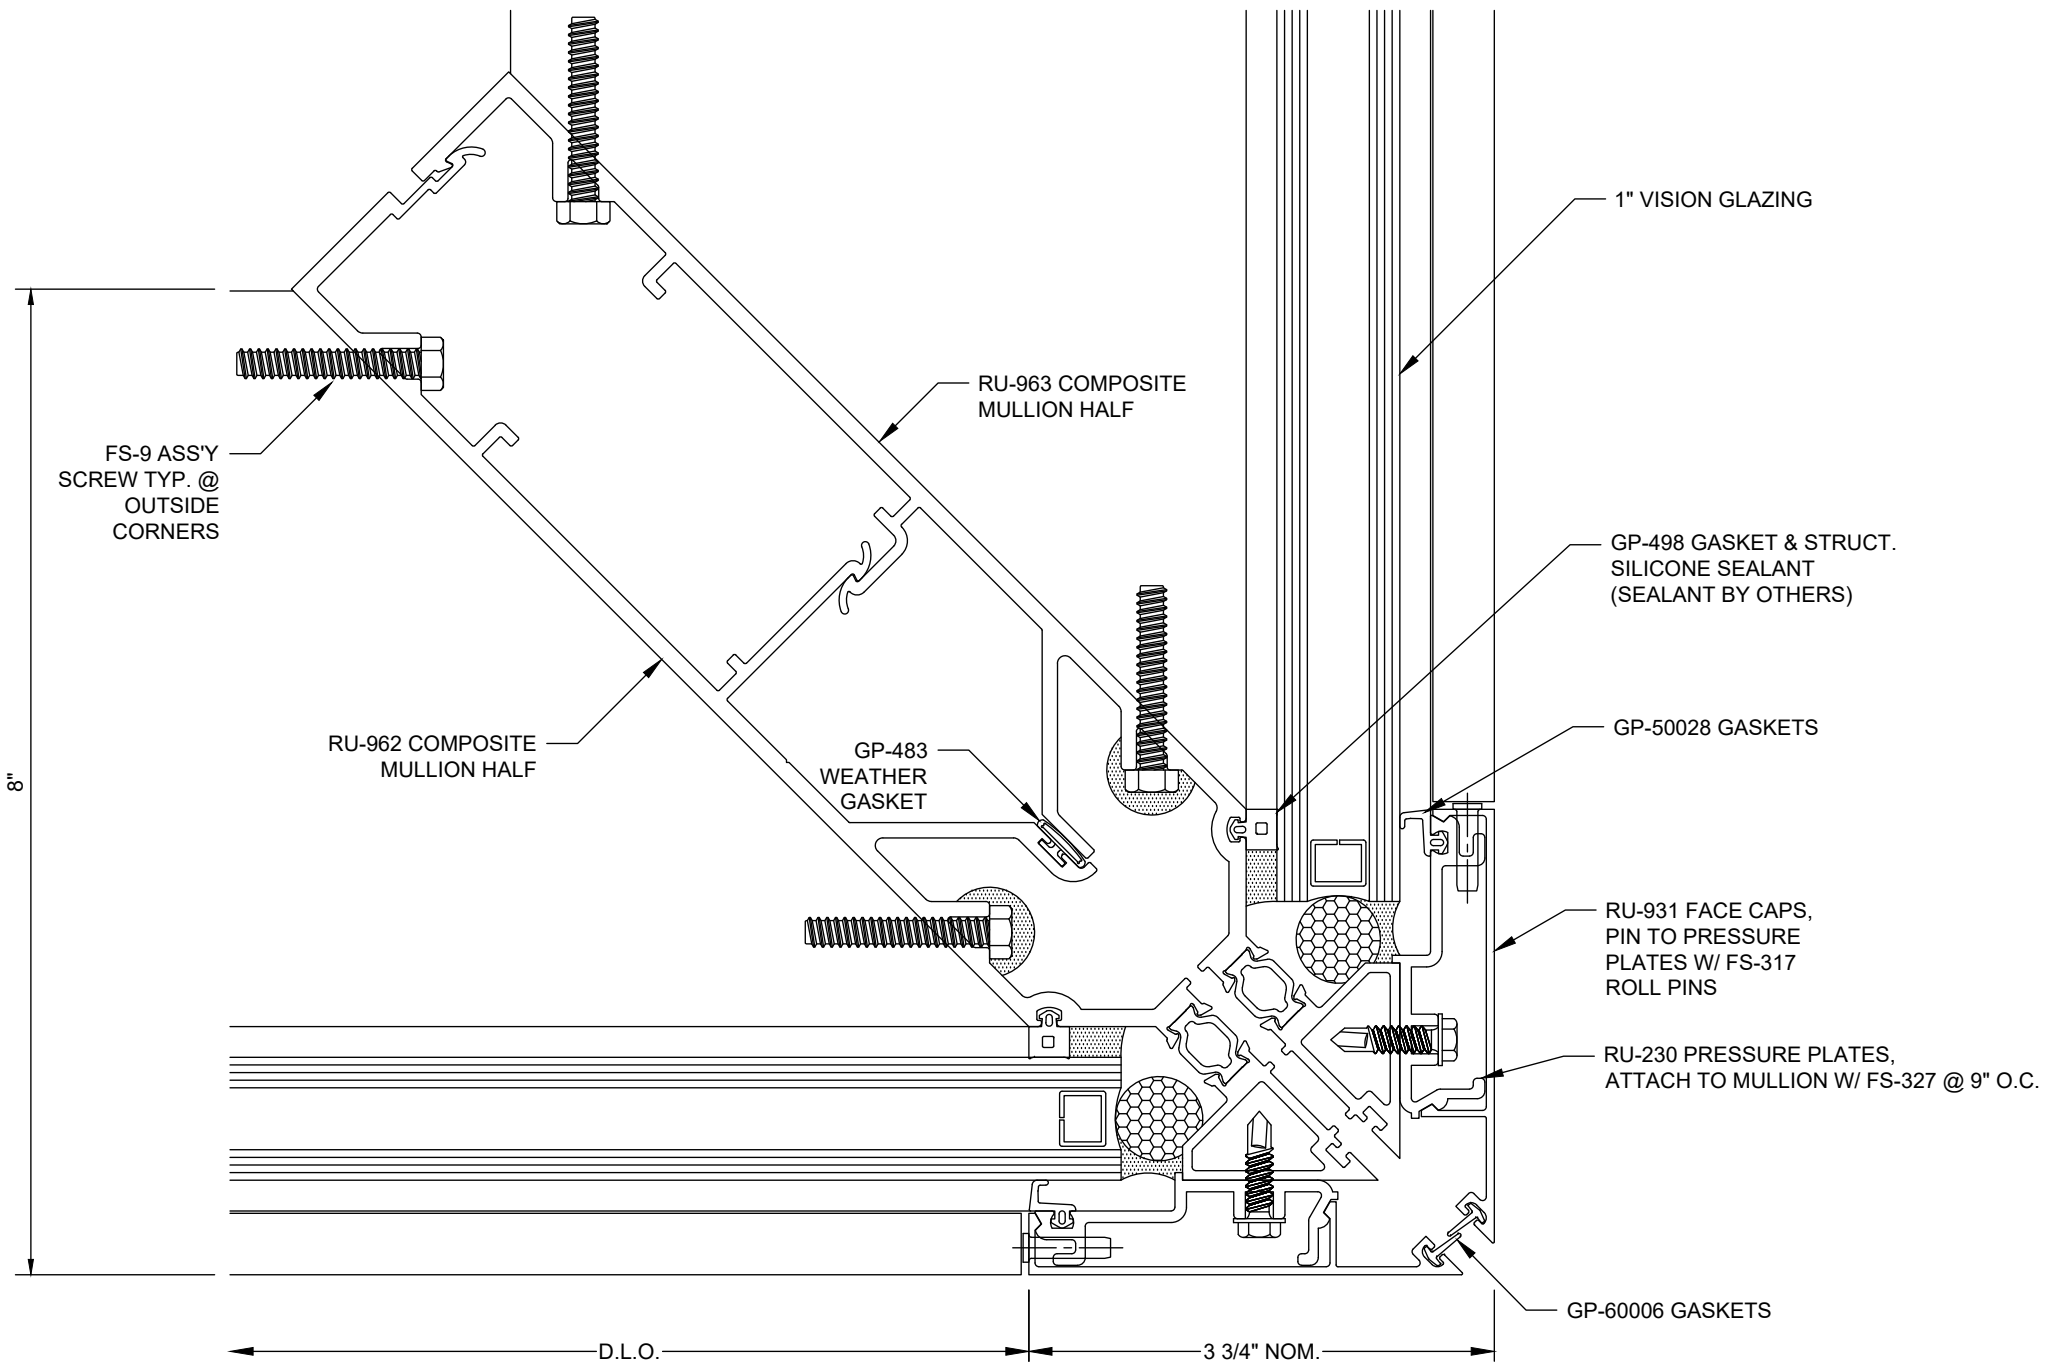 1" VISION GLAZING
RU-963 COMPOSITE
MULLION HALF
FS-9 ASS'Y
SCREW TYP. @
OUTSIDE
CORNERS
GP-498 GASKET & STRUCT.
SILICONE SEALANT
(SEALANT BY OTHERS)
GP-50028 GASKETS
RU-962 COMPOSITE
MULLION HALF
GP-483
WEATHER
GASKET
8"
RU-931 FACE CAPS,
PIN TO PRESSURE
PLATES W/ FS-317
ROLL PINS
RU-230 PRESSURE PLATES,
ATTACH TO MULLION W/ FS-327 @ 9" O.C.
GP-60006 GASKETS
D.L.O.
3 3/4" NOM.